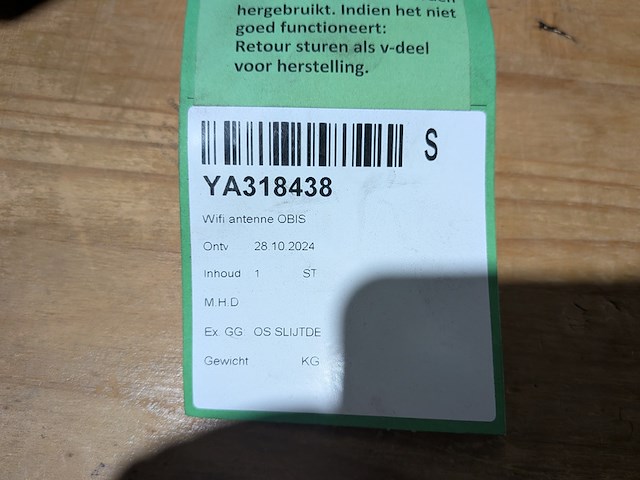 hergebruikt. Indien het niet
goed functioneert:
Retour sturen als v-deel
voor herstelling.
S
YA318438
Wifi antenne OBIS
Ontv 28.10.2024
Inhoud 1 ST
M.H.D
Ex. GG OS SLIJTDE
Gewicht KG